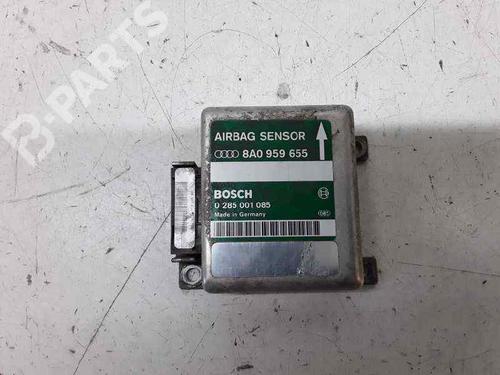 B-PARTS
AIRBAG SENSOR
8A0 959 655
BOSCH
0 285 001 085
Made in Germany